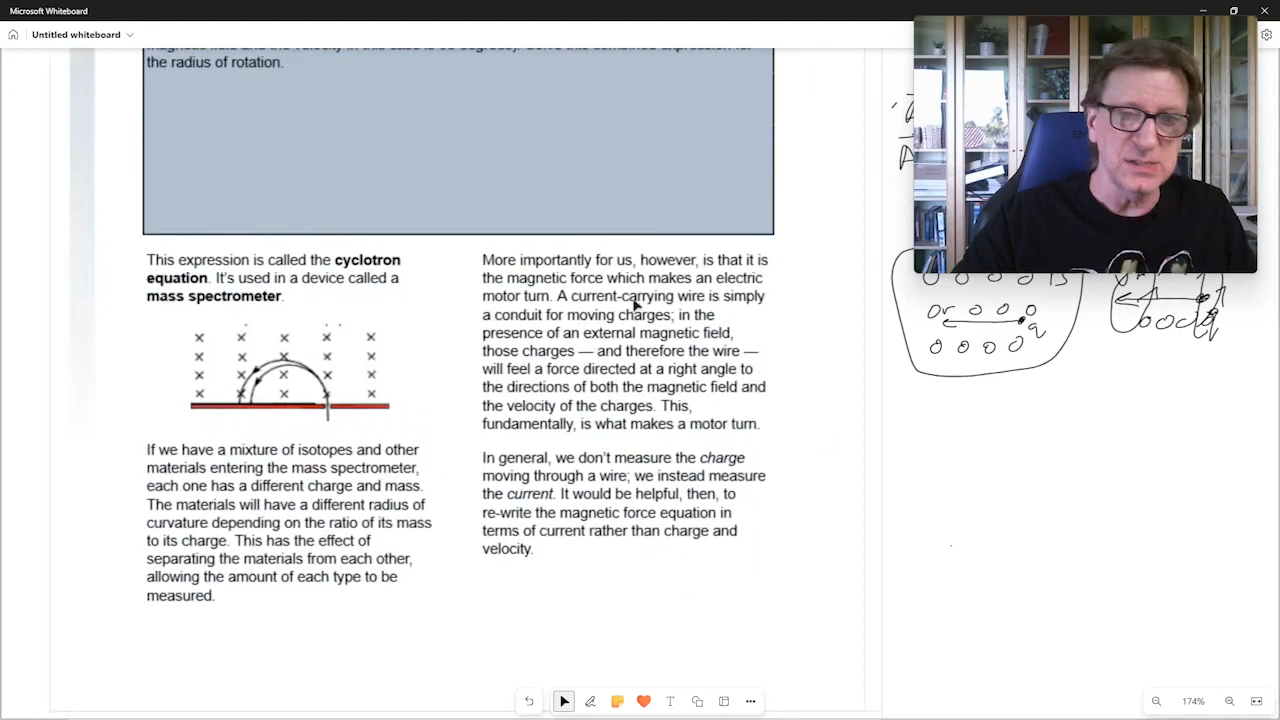 Microsoft Whiteboard
Untitled whiteboard
the radius of rotation.
This expression is called the cyclotron
equation. It's used in a device called a
mass spectrometer.
If we have a mixture of isotopes and other
materials entering the mass spectrometer,
each one has a different charge and mass.
The materials will have a different radius of
curvature depending on the ratio of its mass
to its charge. This has the effect of
separating the materials from each other,
allowing the amount of each type to be
measured.
More importantly for us, however, is that it is
the magnetic force which makes an electric
motor turn. A current-carrying wire is simply
a conduit for moving charges; in the
presence of an external magnetic field,
those charges — and therefore the wire —
will feel a force directed at a right angle to
the directions of both the magnetic field and
the velocity of the charges. This,
fundamentally, is what makes a motor turn.
In general, we don't measure the charge
moving through a wire; we instead measure
the current. It would be helpful, then, to
re-write the magnetic force equation in
terms of current rather than charge and
velocity.
174%